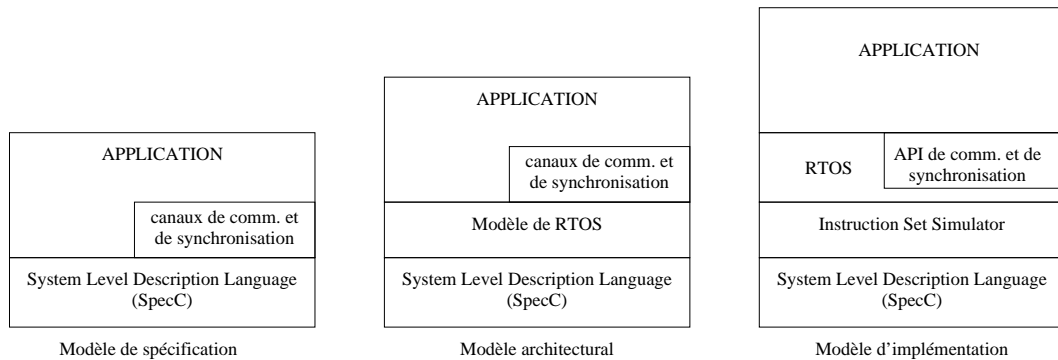 APPLICATION
canaux de comm. et
de synchronisation
System Level Description Language
(SpecC)
Modèle de spécification
APPLICATION
canaux de comm. et
de synchronisation
Modèle de RTOS
System Level Description Language
(SpecC)
Modèle architectural
APPLICATION
RTOS
API de comm. et de
synchronisation
Instruction Set Simulator
System Level Description Language
(SpecC)
Modèle d'implémentation